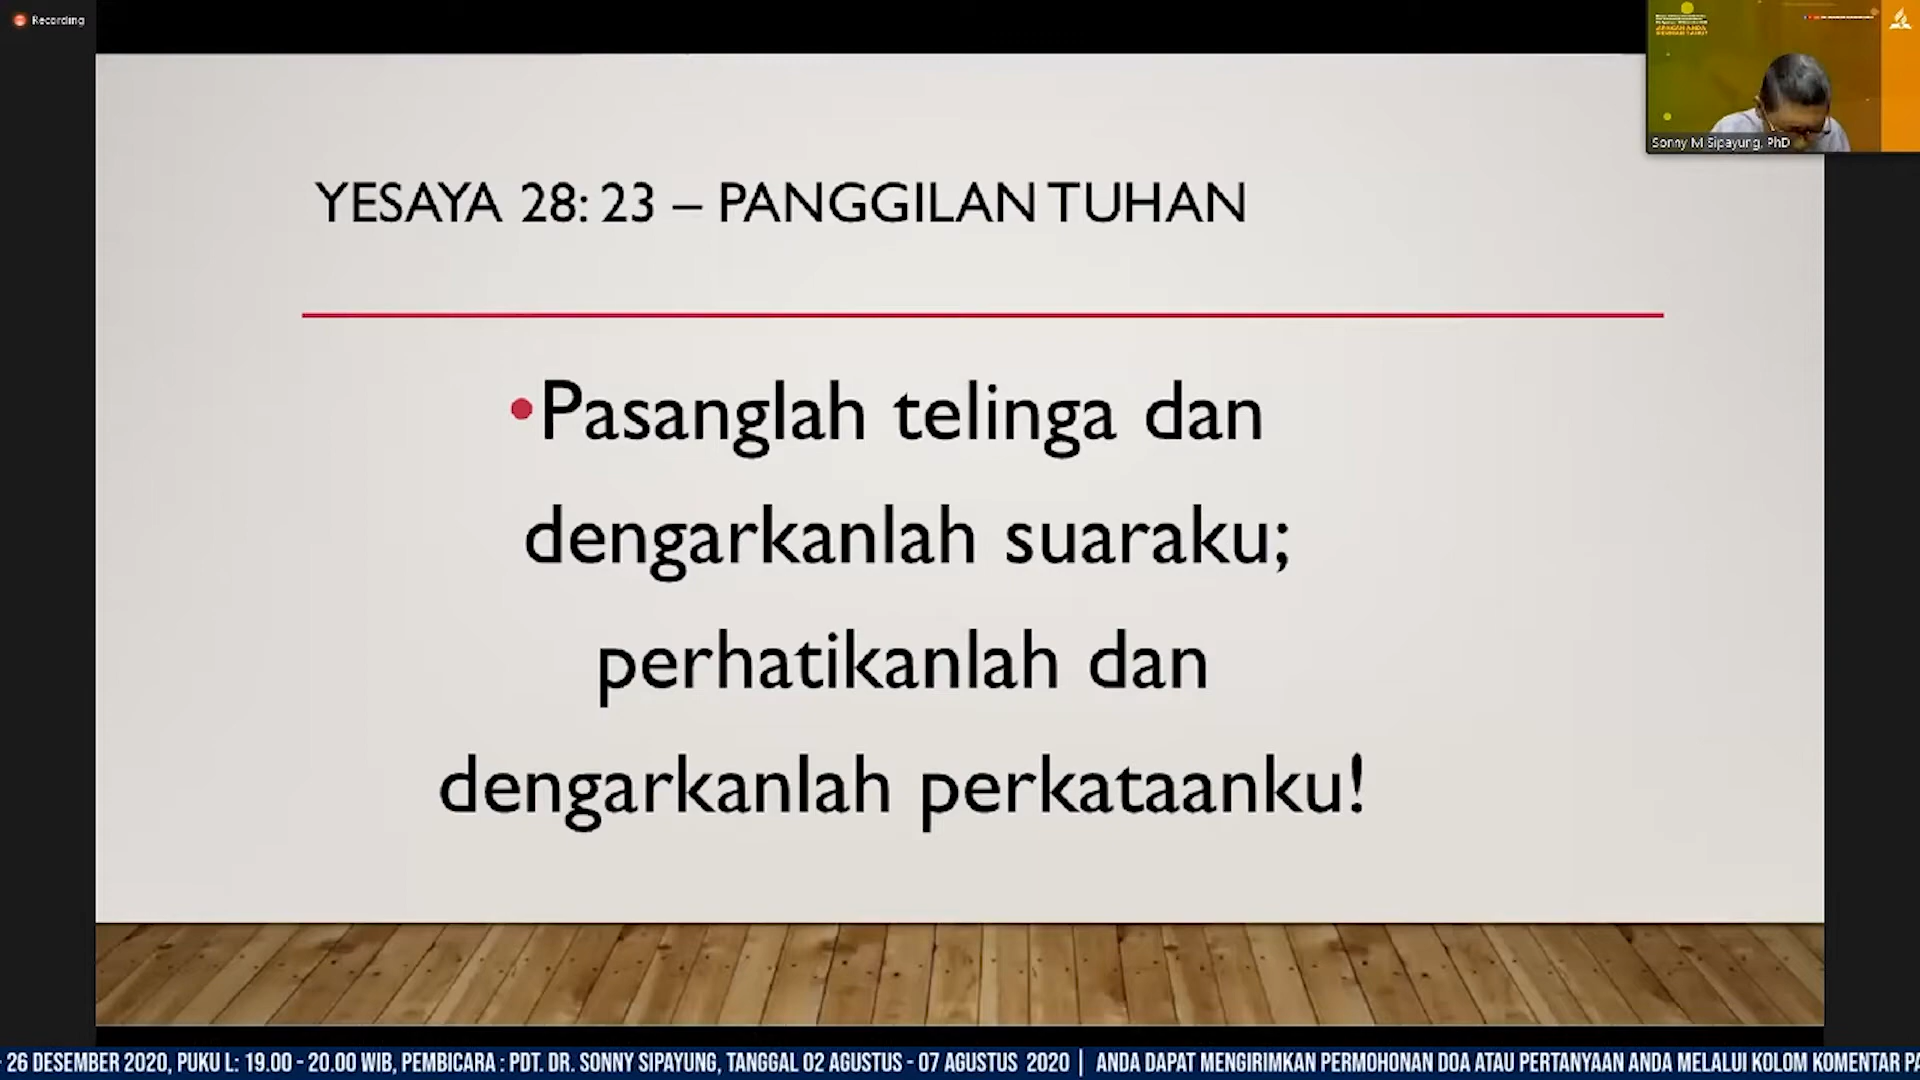 Recording
Sonny M Sipayung, PhD
YESAYA 28: 23 – PANGGILAN TUHAN
•Pasanglah telinga dan
dengarkanlah suaraku;
perhatikanlah dan
dengarkanlah perkataanku!
- 26 DESEMBER 2020, PUKU L: 19.00 - 20.00 WIB, PEMBICARA : PDT. DR. SONNY SIPAYUNG, TANGGAL 02 AGUSTUS - 07 AGUSTUS 2020 | ANDA DAPAT MENGIRIMKAN PERMOHONAN DOA ATAU PERTANYAAN ANDA MELALUI KOLOM KOMENTAR PA